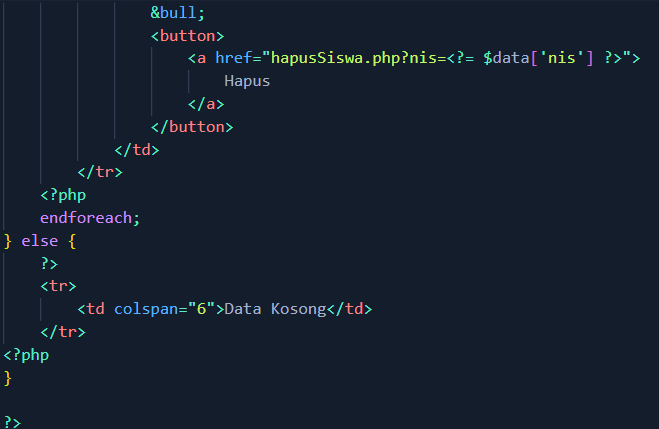 &bull;
<button>
<a href="hapusSiswa.php?nis=<?= $data['nis'] ?>">
Hapus
</a>
</button>
</td>
</tr>
<?php
endforeach;
} else {
?>
<tr>
<td colspan="6">Data Kosong</td>
</tr>
<?php
}
?>